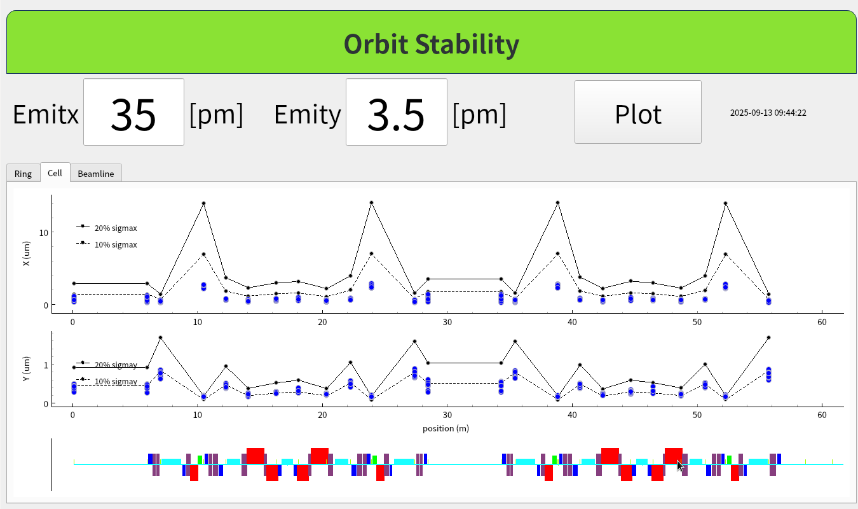 Orbit Stability
Emitx 35 [pm] Emity 3.5 [pm] Plot 2025-09-13 09:44:22
Ring Cell Beamline
20% sigmax
10% sigmax
X (um)
10
0
0 10 20 30 40 50 60
20% sigmay
10% sigmay
Y (um)
1
0
0 10 20 30 40 50 60
position (m)